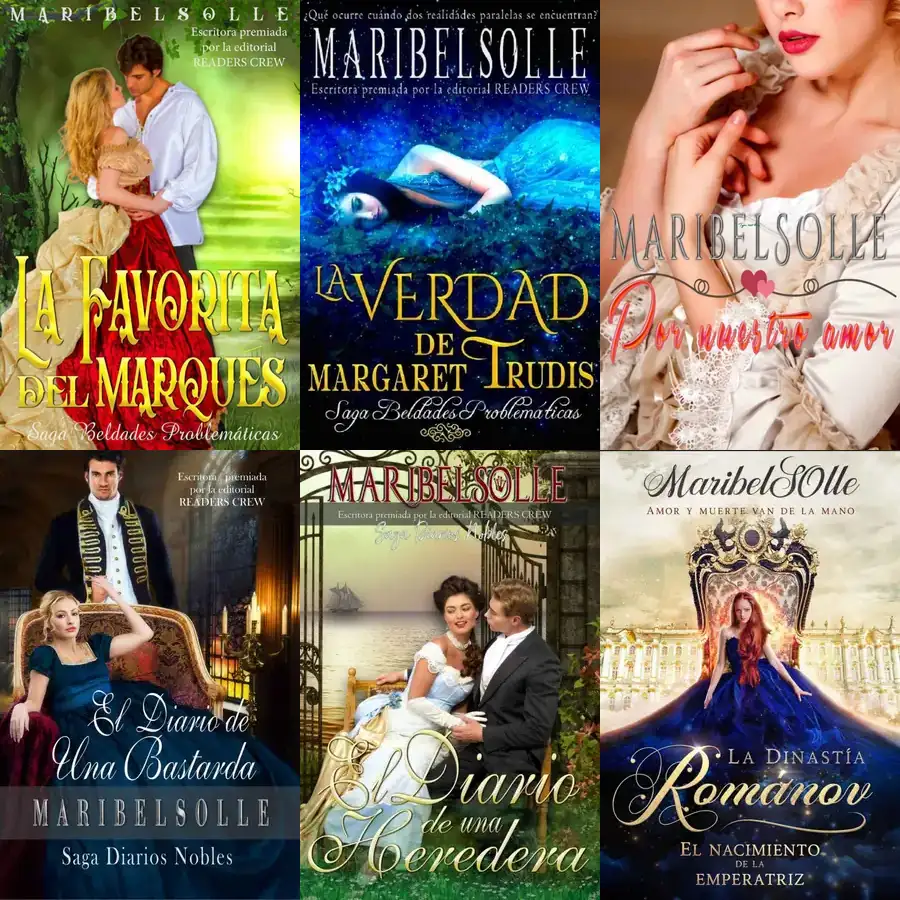 MARIBELSOLLE
Escritora premiada
por la editorial
READERS CREW
LA FAVORITA
DEL MARQUES
Saga Beldades Problemáticas
¿Qué ocurre cuándo dos realidades paralelas se encuentran?
MARIBELSOLLE
Escritora premiada por la editorial READERS CREW
LA VERDAD
DE
MARGARET TRUDIS
Saga Beldades Problemáticas
MARIBELSOLLE
Por nuestro amor
Escritora premiada
por la editorial
READERS CREW
El Diario de
Una Bastarda
MARIBELSOLLE
Saga Diarios Nobles
MARIBELSOLLE
Escritora premiada por la editorial READERS CREW
Saga Diarios Nobles
El Diario
de una
Heredera
MaribelSOlle
AMOR Y MUERTE VAN DE LA MANO
LA DINASTÍA
Romanov
EL NACIMIENTO
DE LA
EMPERATRIZ